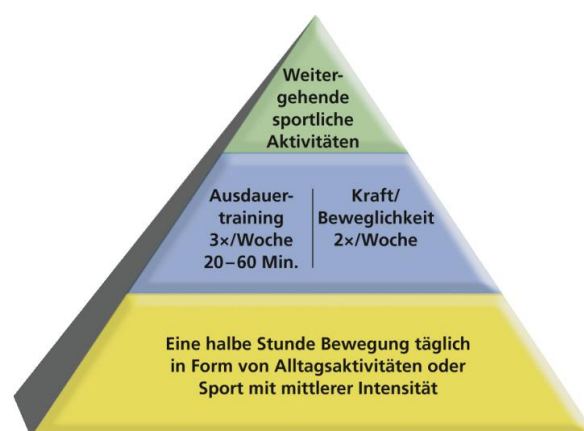 Weiter-
gehende
sportliche
Aktivitäten
Ausdauer-
training
3×/Woche
20–60 Min.
Kraft/
Beweglichkeit
2×/Woche
Eine halbe Stunde Bewegung täglich
in Form von Alltagsaktivitäten oder
Sport mit mittlerer Intensität